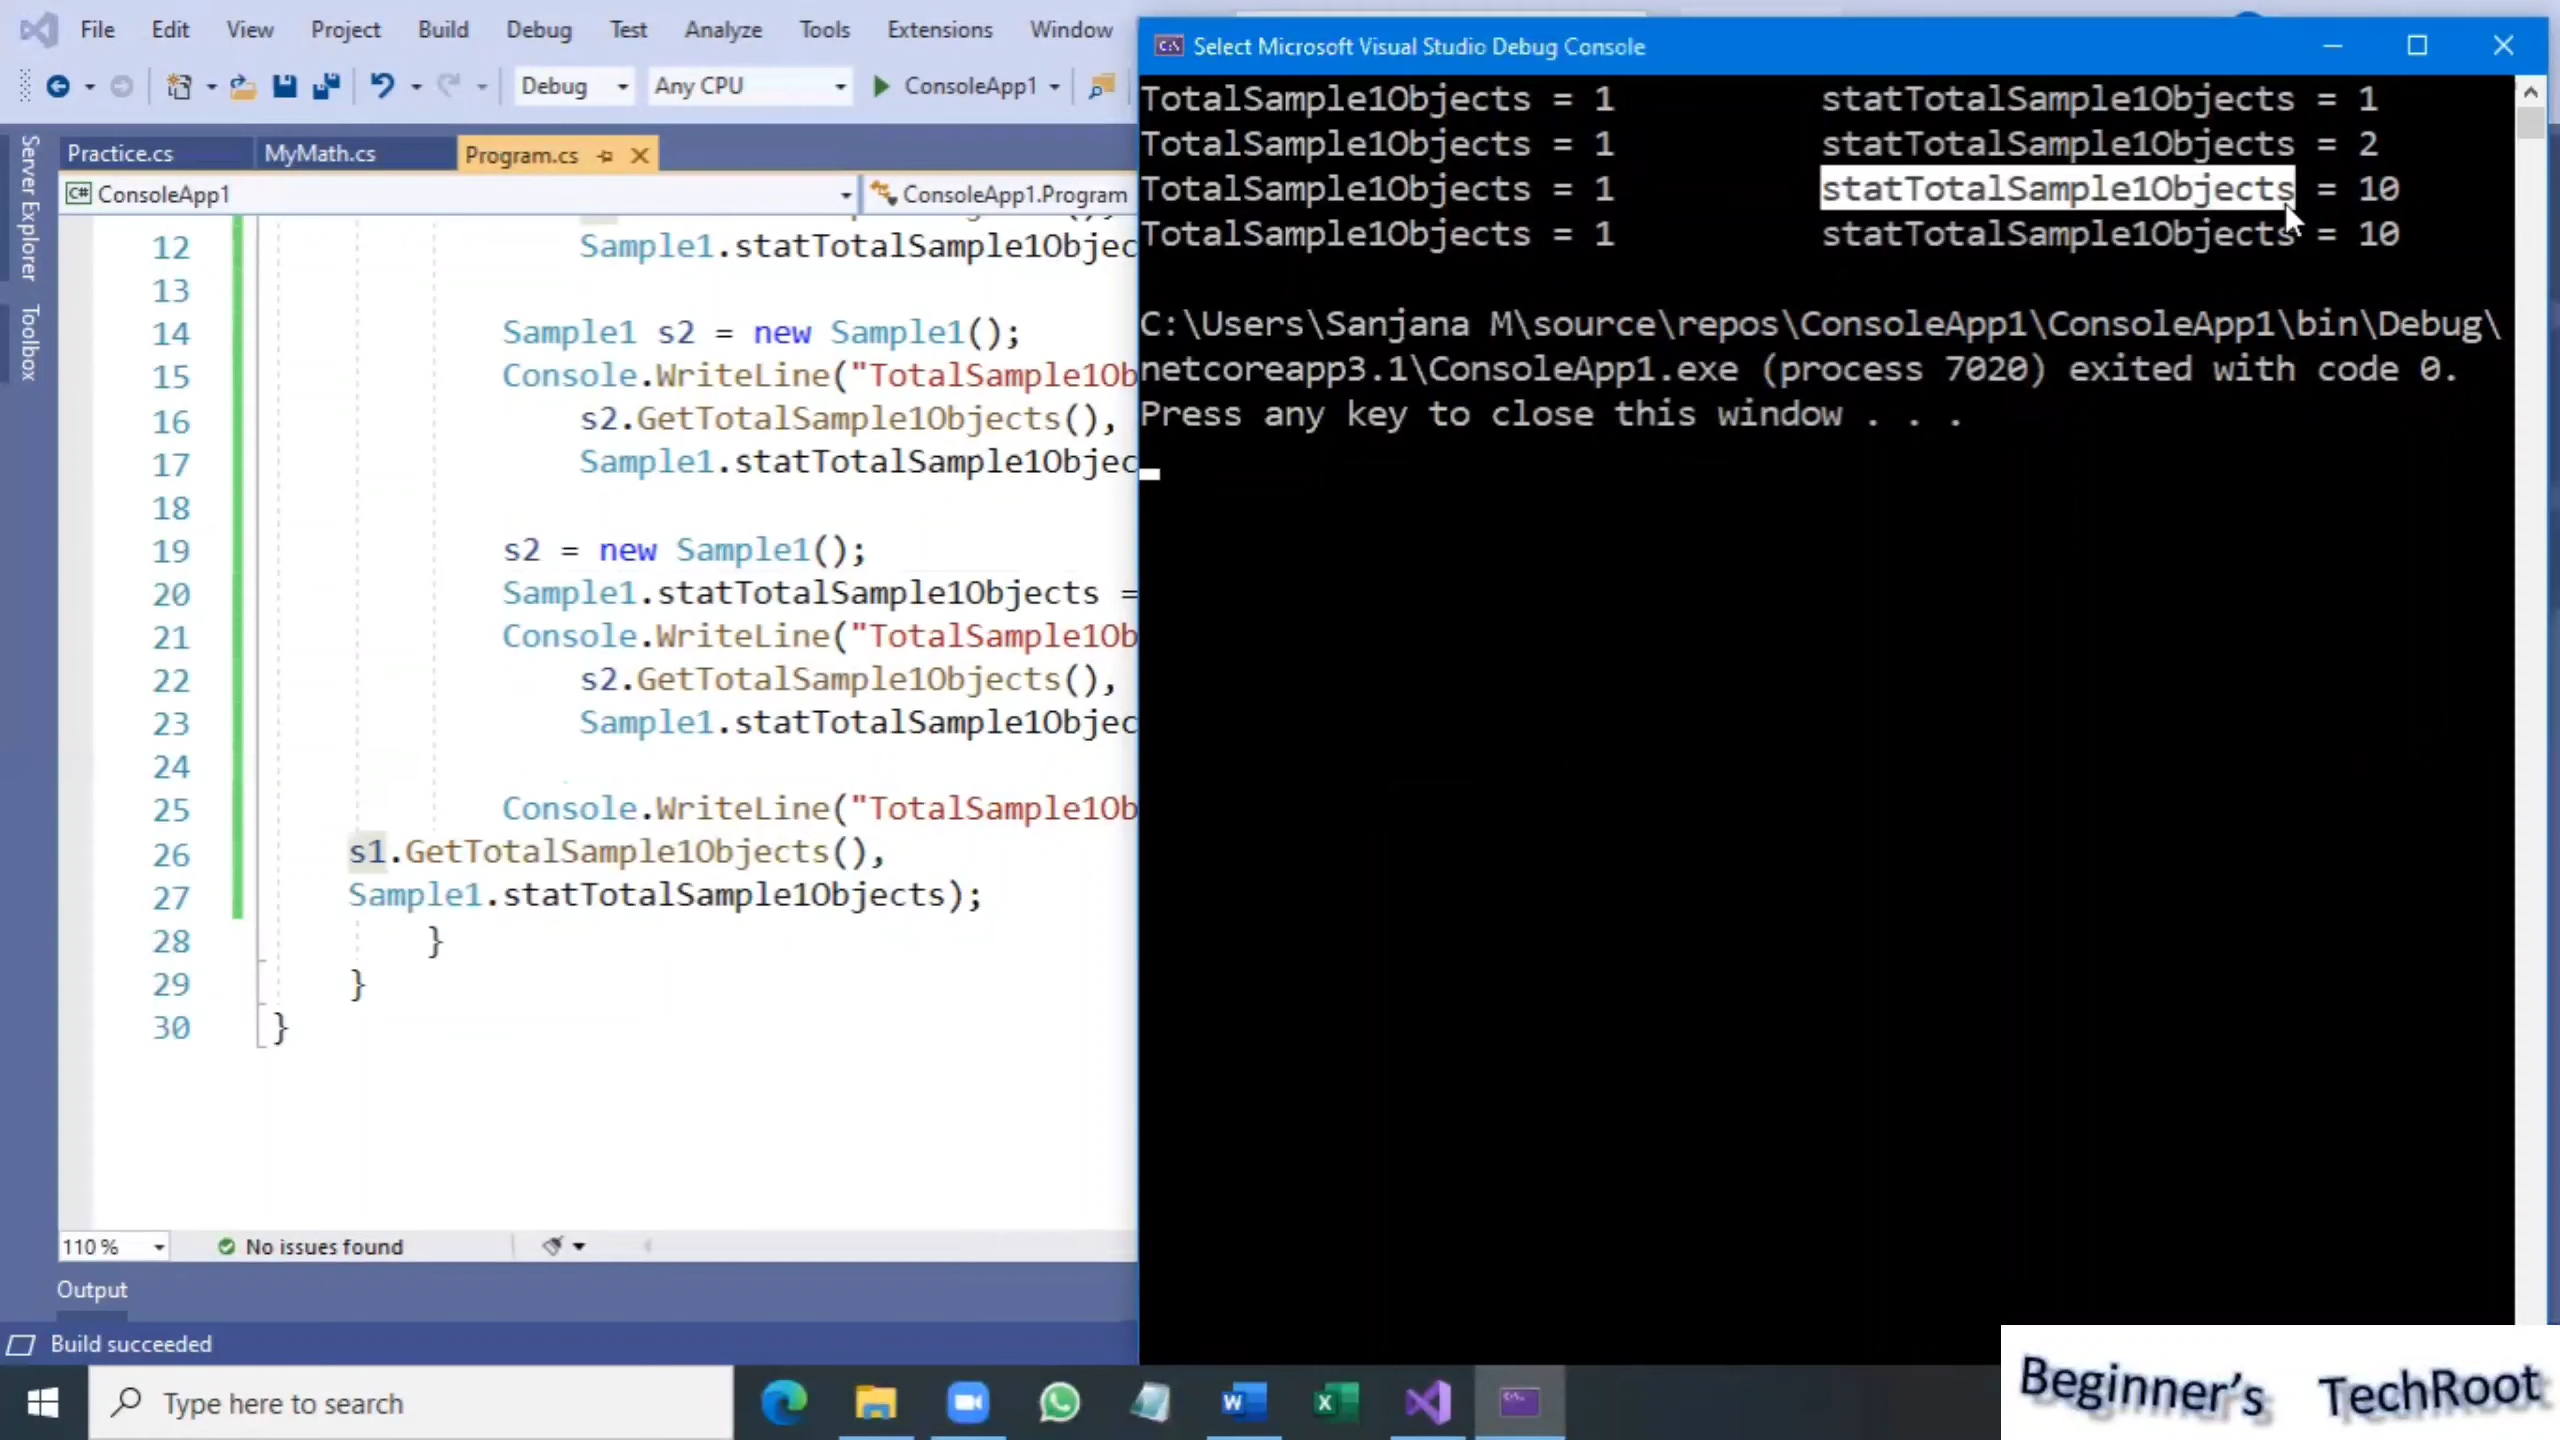 File Edit View Project Build Debug Test Analyze Tools Extensions Window
Debug Any CPU ConsoleApp1
Server Explorer
Toolbox
Practice.cs MyMath.cs Program.cs
C# ConsoleApp1 ConsoleApp1.Program
12 Sample1.statTotalSample1Objec
13
14 Sample1 s2 = new Sample1();
15 Console.WriteLine("TotalSample1Ob
16 s2.GetTotalSample1Objects(),
17 Sample1.statTotalSample1Objec
18
19 s2 = new Sample1();
20 Sample1.statTotalSample1Objects =
21 Console.WriteLine("TotalSample1Ob
22 s2.GetTotalSample1Objects(),
23 Sample1.statTotalSample1Objec
24
25 Console.WriteLine("TotalSample1Ob
26 s1.GetTotalSample1Objects(),
27 Sample1.statTotalSample1Objects);
28 }
29 }
30 }
110 % No issues found
Output
Build succeeded
Select Microsoft Visual Studio Debug Console
TotalSample1Objects = 1 statTotalSample1Objects = 1
TotalSample1Objects = 1 statTotalSample1Objects = 2
TotalSample1Objects = 1 statTotalSample1Objects = 10
TotalSample1Objects = 1 statTotalSample1Objects = 10
C:\Users\Sanjana M\source\repos\ConsoleApp1\ConsoleApp1\bin\Debug\
netcoreapp3.1\ConsoleApp1.exe (process 7020) exited with code 0.
Press any key to close this window . . .
Type here to search
Beginner's TechRoot